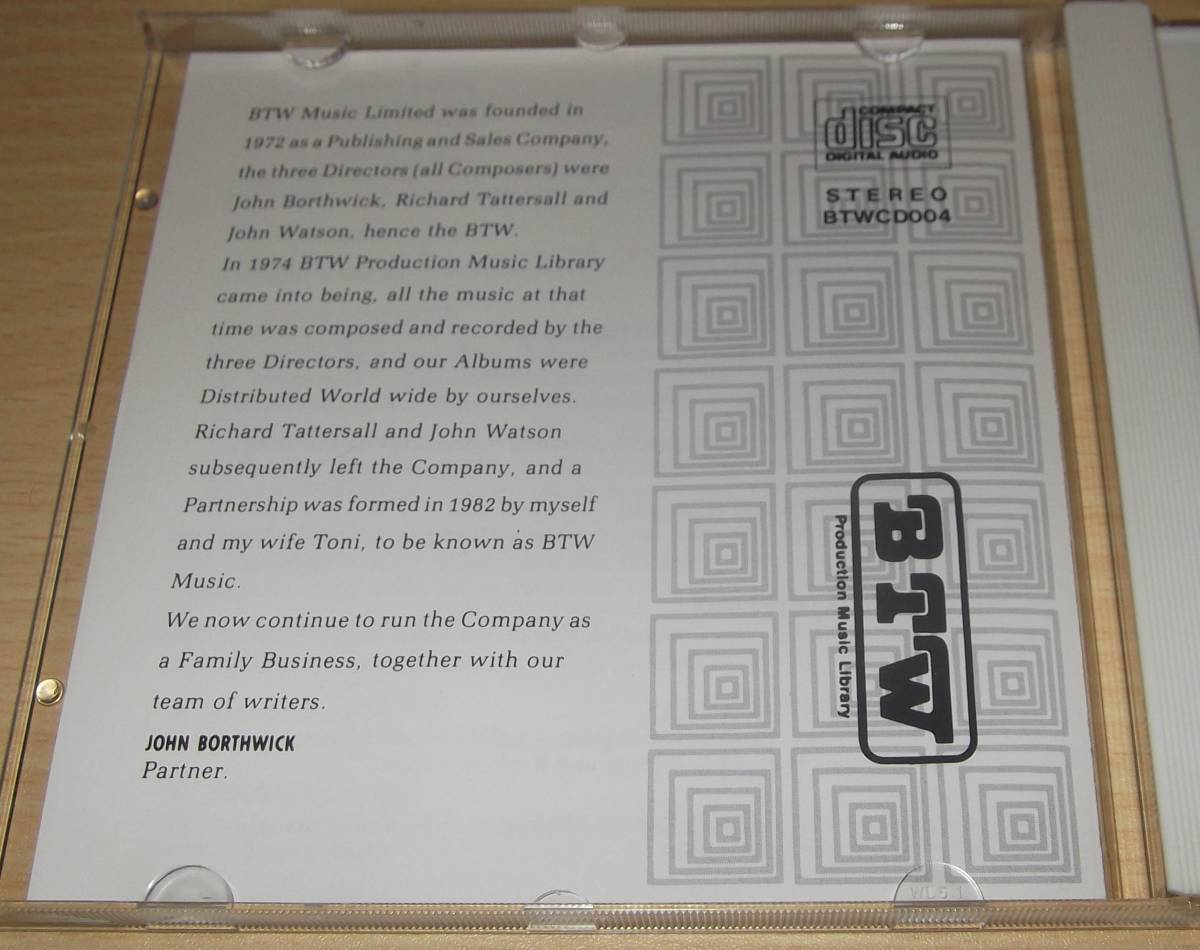 BTW Music Limited was founded in
1972 as a Publishing and Sales Company,
the three Directors (all Composers) were
John Borthwick, Richard Tattersall and
John Watson, hence the BTW.
In 1974 BTW Production Music Library
came into being, all the music at that
time was composed and recorded by the
three Directors, and our Albums were
Distributed World wide by ourselves.
Richard Tattersall and John Watson
subsequently left the Company, and a
Partnership was formed in 1982 by myself
and my wife Toni, to be known as BTW
Music.
We now continue to run the Company as
a Family Business, together with our
team of writers.
JOHN BORTHWICK
Partner.
COMPACT
disc
DIGITAL AUDIO
STEREO
BTWCD004
BTW
Production Music Library
WL5.1